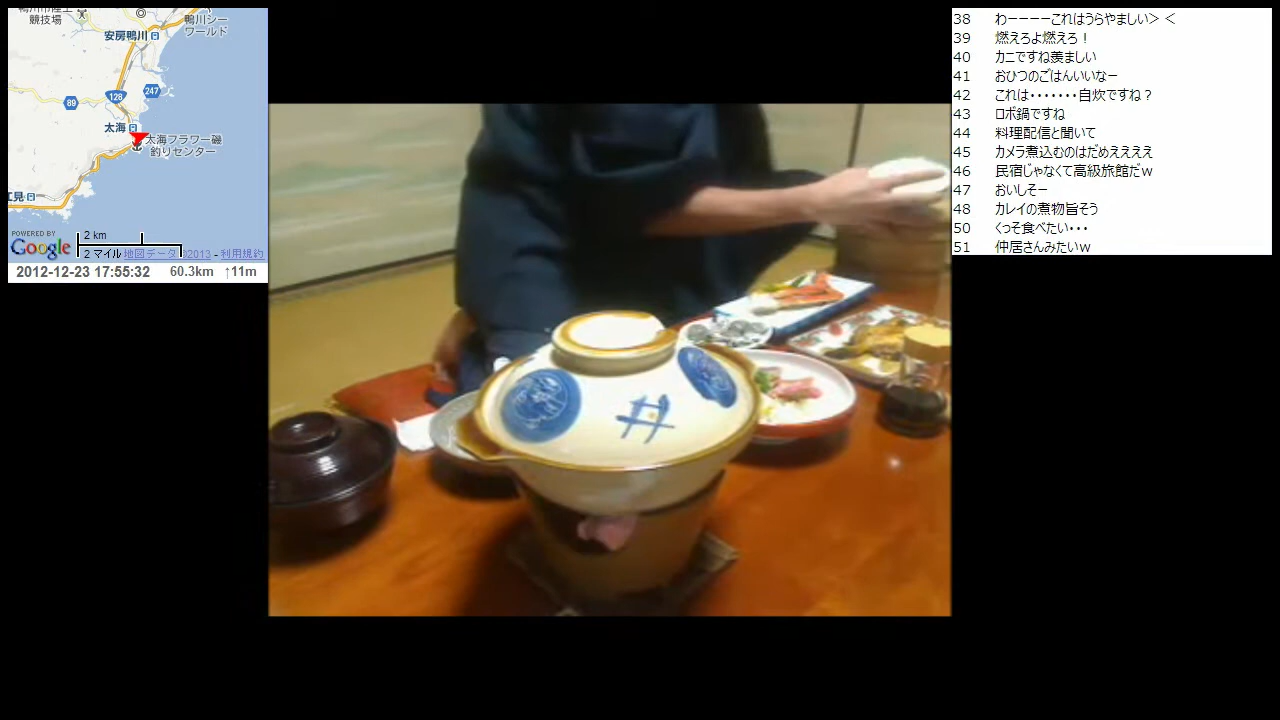 競技場
鴨川シー
ワールド
安房鴨川
247
89
128
太海
太海フラワー磯
釣りセンター
江見
POWERED BY
Google
2 km
2 マイル
地図データ ©2013 - 利用規約
2012-12-23 17:55:32 60.3km ↑11m
38 わーーーーこれはうらやましい＞＜
39 燃えろよ燃えろ！
40 カニですね羨ましい
41 おひつのごはんいいなー
42 これは・・・・・・・自炊ですね？
43 ロボ鍋ですね
44 料理配信と聞いて
45 カメラ煮込むのはだめええええ
46 民宿じゃなくて高級旅館だｗ
47 おいしそー
48 カレイの煮物旨そう
50 くっそ食べたい・・・
51 仲居さんみたいｗ